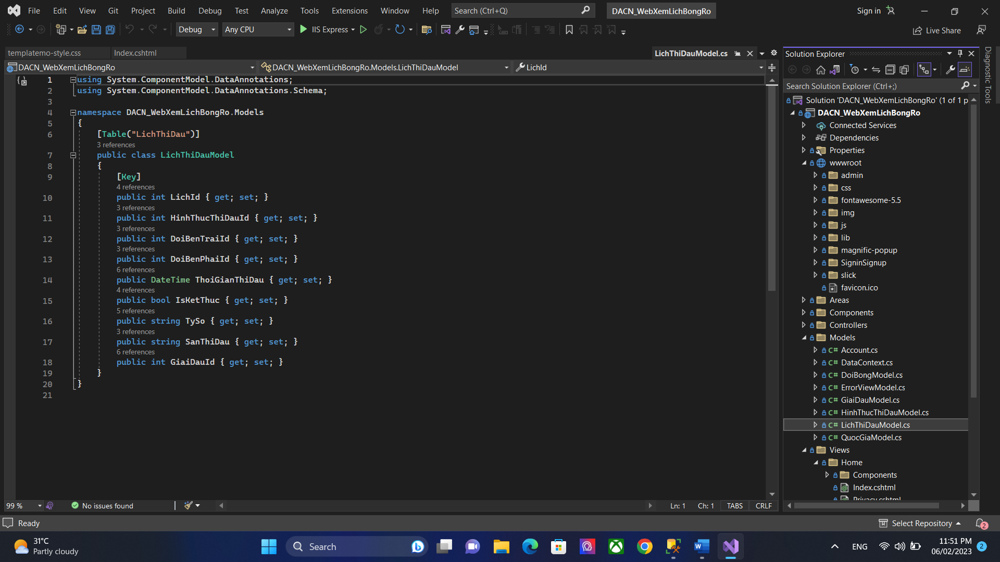 File Edit View Git Project Build Debug Test Analyze Tools Extensions Window Help Search (Ctrl+Q) DACN_WebXemLichBongRo Sign in
Debug Any CPU IIS Express Live Share
templatemo-style.css Index.cshtml LichThiDauModel.cs
DACN_WebXemLichBongRo DACN_WebXemLichBongRo.Models.LichThiDauModel LichId
1 using System.ComponentModel.DataAnnotations;
2 using System.ComponentModel.DataAnnotations.Schema;
3
4 namespace DACN_WebXemLichBongRo.Models
5 {
6 [Table("LichThiDau")]
3 references
7 public class LichThiDauModel
8 {
9 [Key]
4 references
10 public int LichId { get; set; }
3 references
11 public int HinhThucThiDauId { get; set; }
3 references
12 public int DoiBenTraiId { get; set; }
3 references
13 public int DoiBenPhaiId { get; set; }
6 references
14 public DateTime ThoiGianThiDau { get; set; }
4 references
15 public bool IsKetThuc { get; set; }
5 references
16 public string TySo { get; set; }
3 references
17 public string SanThiDau { get; set; }
6 references
18 public int GiaiDauId { get; set; }
19 }
20 }
21
99 % No issues found Ln: 1 Ch: 1 TABS CRLF
Solution Explorer
Search Solution Explorer (Ctrl+;)
Solution 'DACN_WebXemLichBongRo' (1 of 1 p
DACN_WebXemLichBongRo
Connected Services
Dependencies
Properties
wwwroot
admin
css
fontawesome-5.5
img
js
lib
magnific-popup
SigninSignup
slick
favicon.ico
Areas
Components
Controllers
Models
C# Account.cs
C# DataContext.cs
C# DoiBongModel.cs
C# ErrorViewModel.cs
C# GiaiDauModel.cs
C# HinhThucThiDauModel.cs
C# LichThiDauModel.cs
C# QuocGiaModel.cs
Views
Home
Components
Index.cshtml
Privacy.cshtml
Diagnostic Tools
Ready Select Repository 2
31°C
Partly cloudy
Search
ENG
11:51 PM
06/02/2023
2